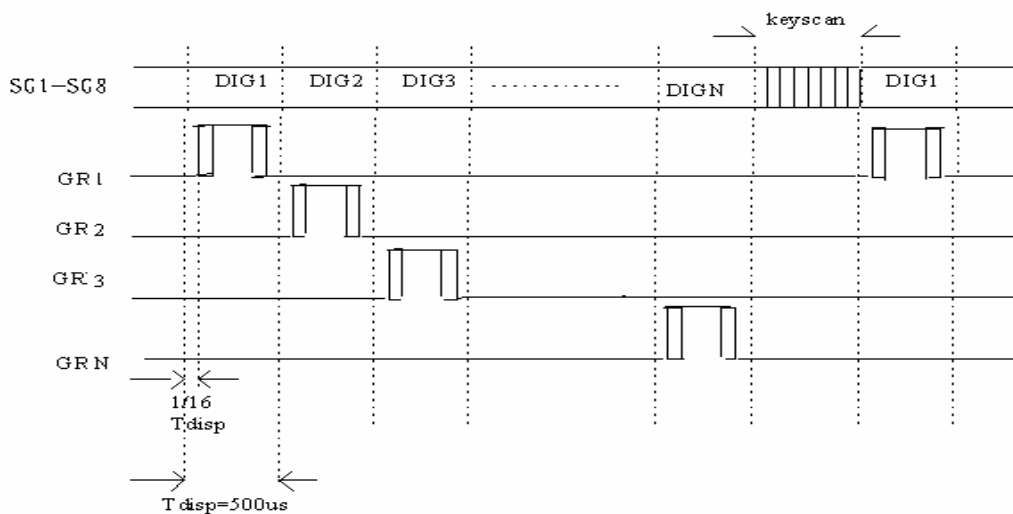 keyscan
SG1-SG8
DIG1
DIG2
DIG3
DIGN
DIG1
GR1
GR2
GR3
GRN
1/16
Tdisp
Tdisp=500us